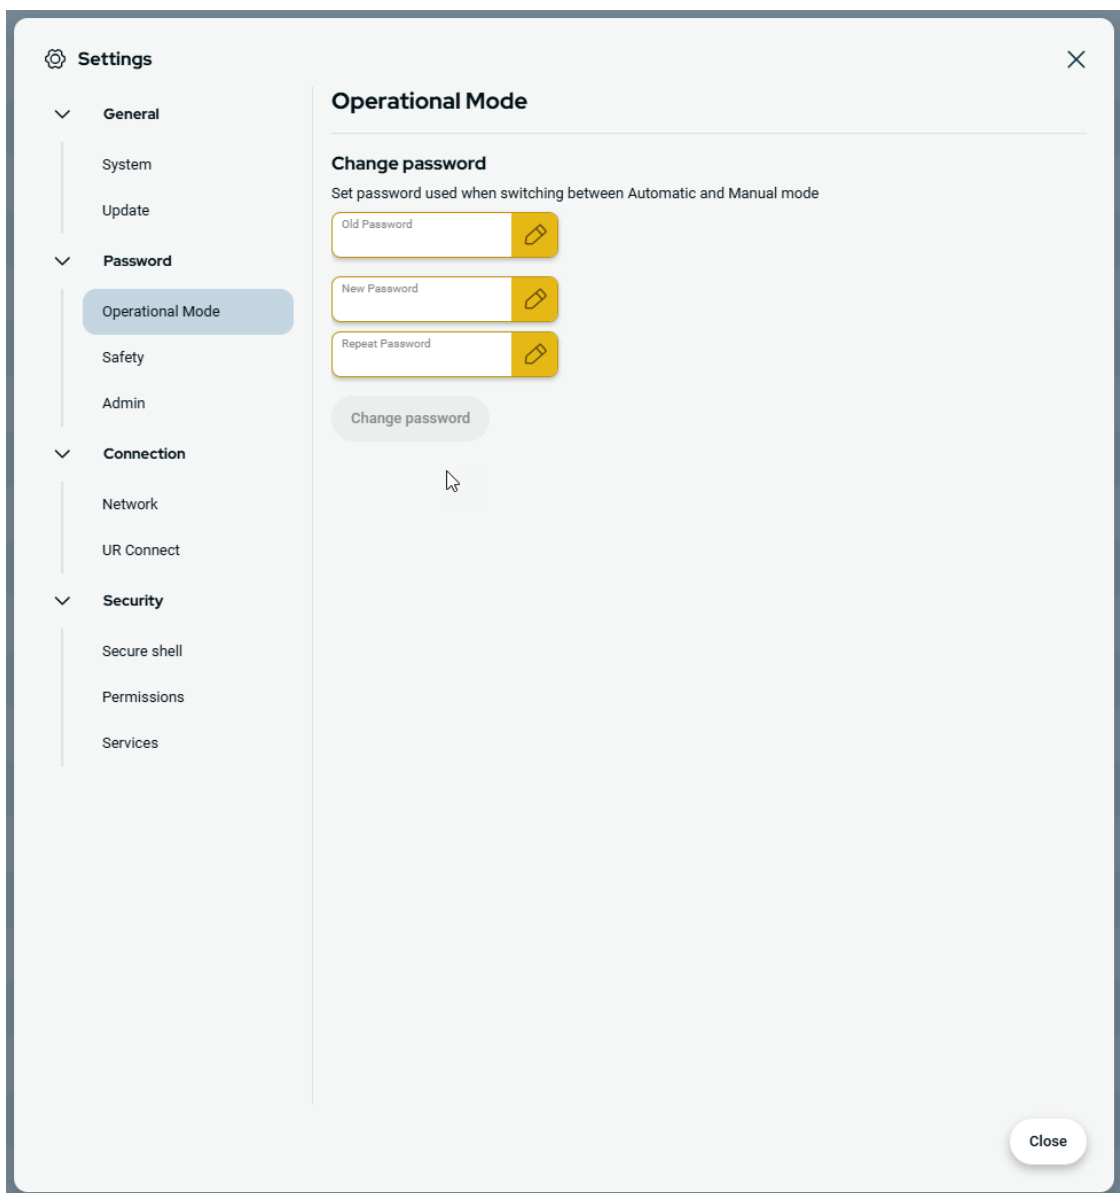 Settings
General
System
Update
Password
Operational Mode
Safety
Admin
Connection
Network
UR Connect
Security
Secure shell
Permissions
Services
Operational Mode
Change password
Set password used when switching between Automatic and Manual mode
Old Password
New Password
Repeat Password
Change password
Close